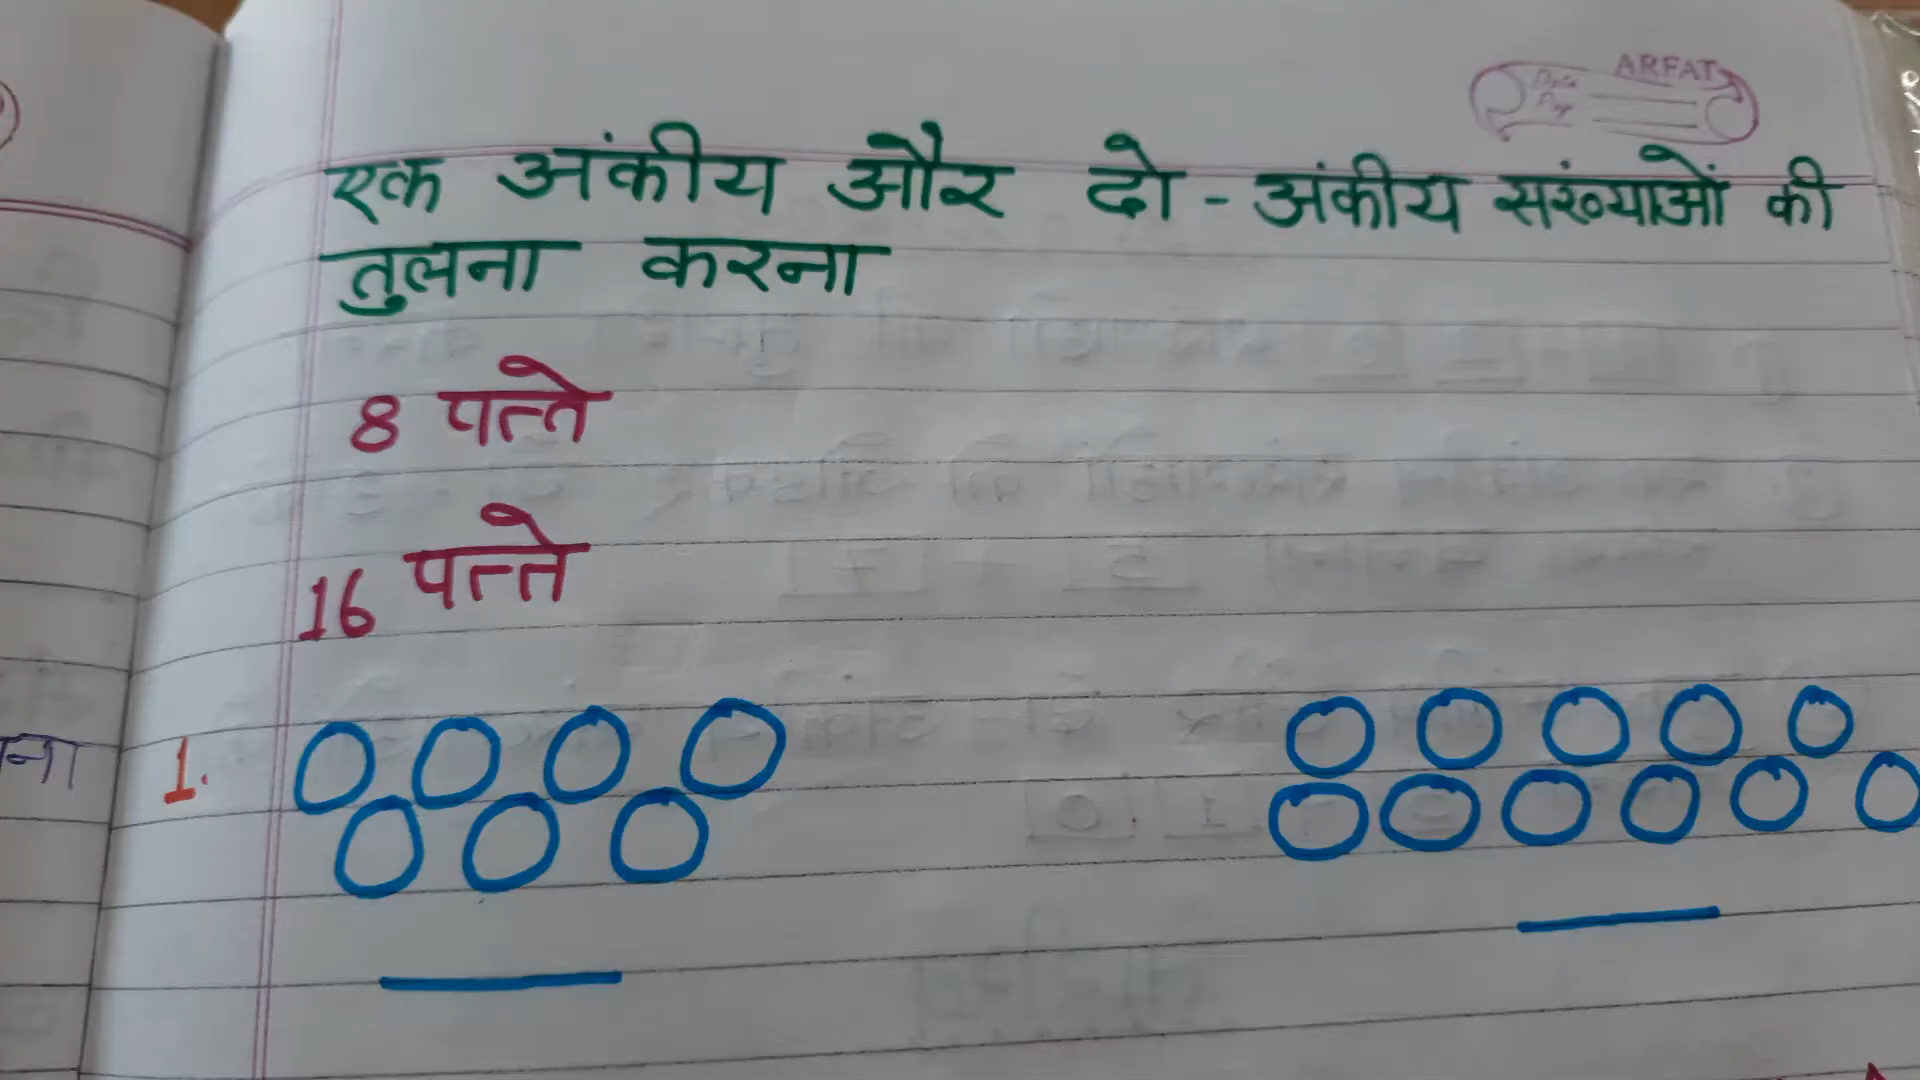 ARFAT
एक अंकीय और दो - अंकीय संख्याओं की
तुलना करना
8 पत्ते
16 पत्ते
1.
ना